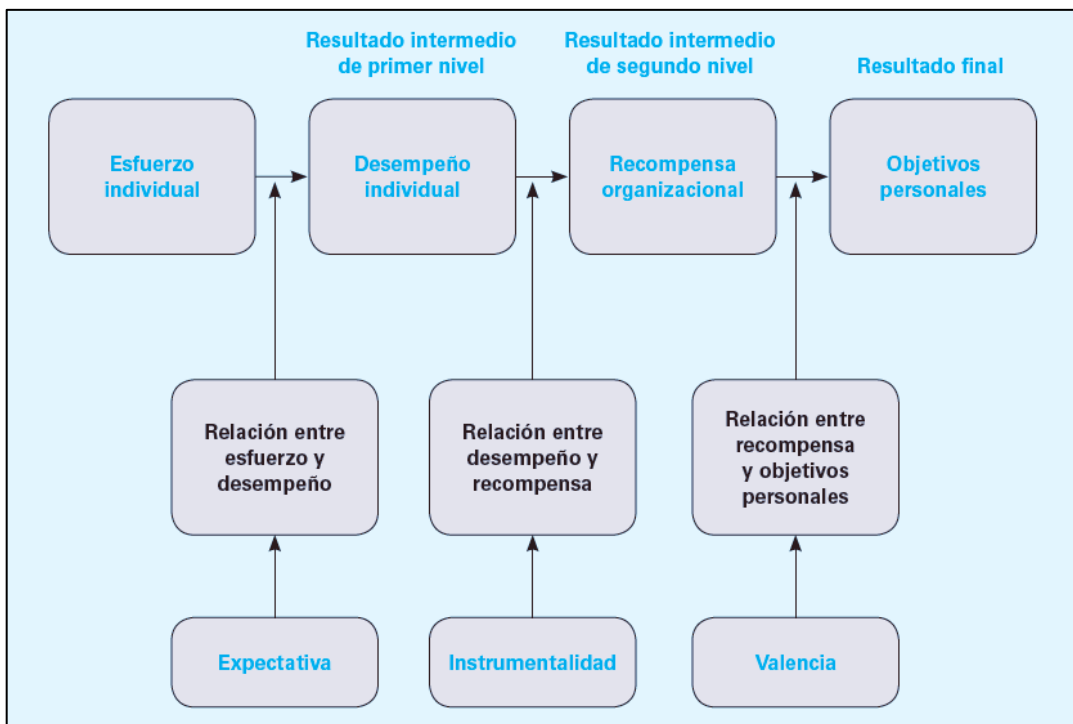 Resultado intermedio
de primer nivel
Resultado intermedio
de segundo nivel
Resultado final
Esfuerzo
individual
Desempeño
individual
Recompensa
organizacional
Objetivos
personales
Relación entre
esfuerzo y
desempeño
Relación entre
desempeño y
recompensa
Relación entre
recompensa
y objetivos
personales
Expectativa
Instrumentalidad
Valencia